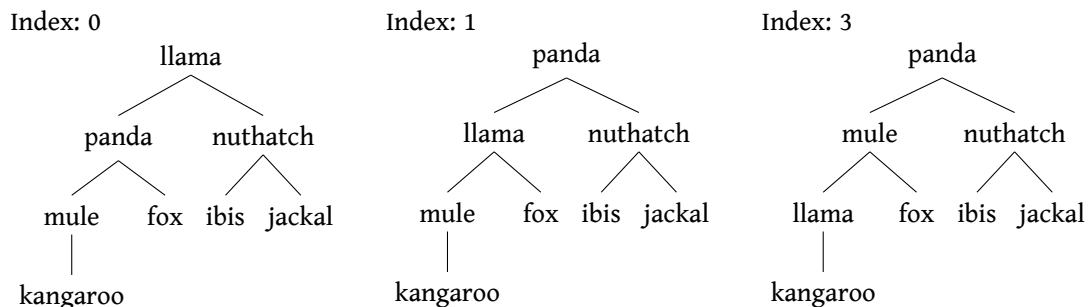 Index: 0 Index: 1 Index: 3
llama panda panda
panda nuthatch llama nuthatch mule nuthatch
mule fox ibis jackal mule fox ibis jackal llama fox ibis jackal
kangaroo kangaroo kangaroo